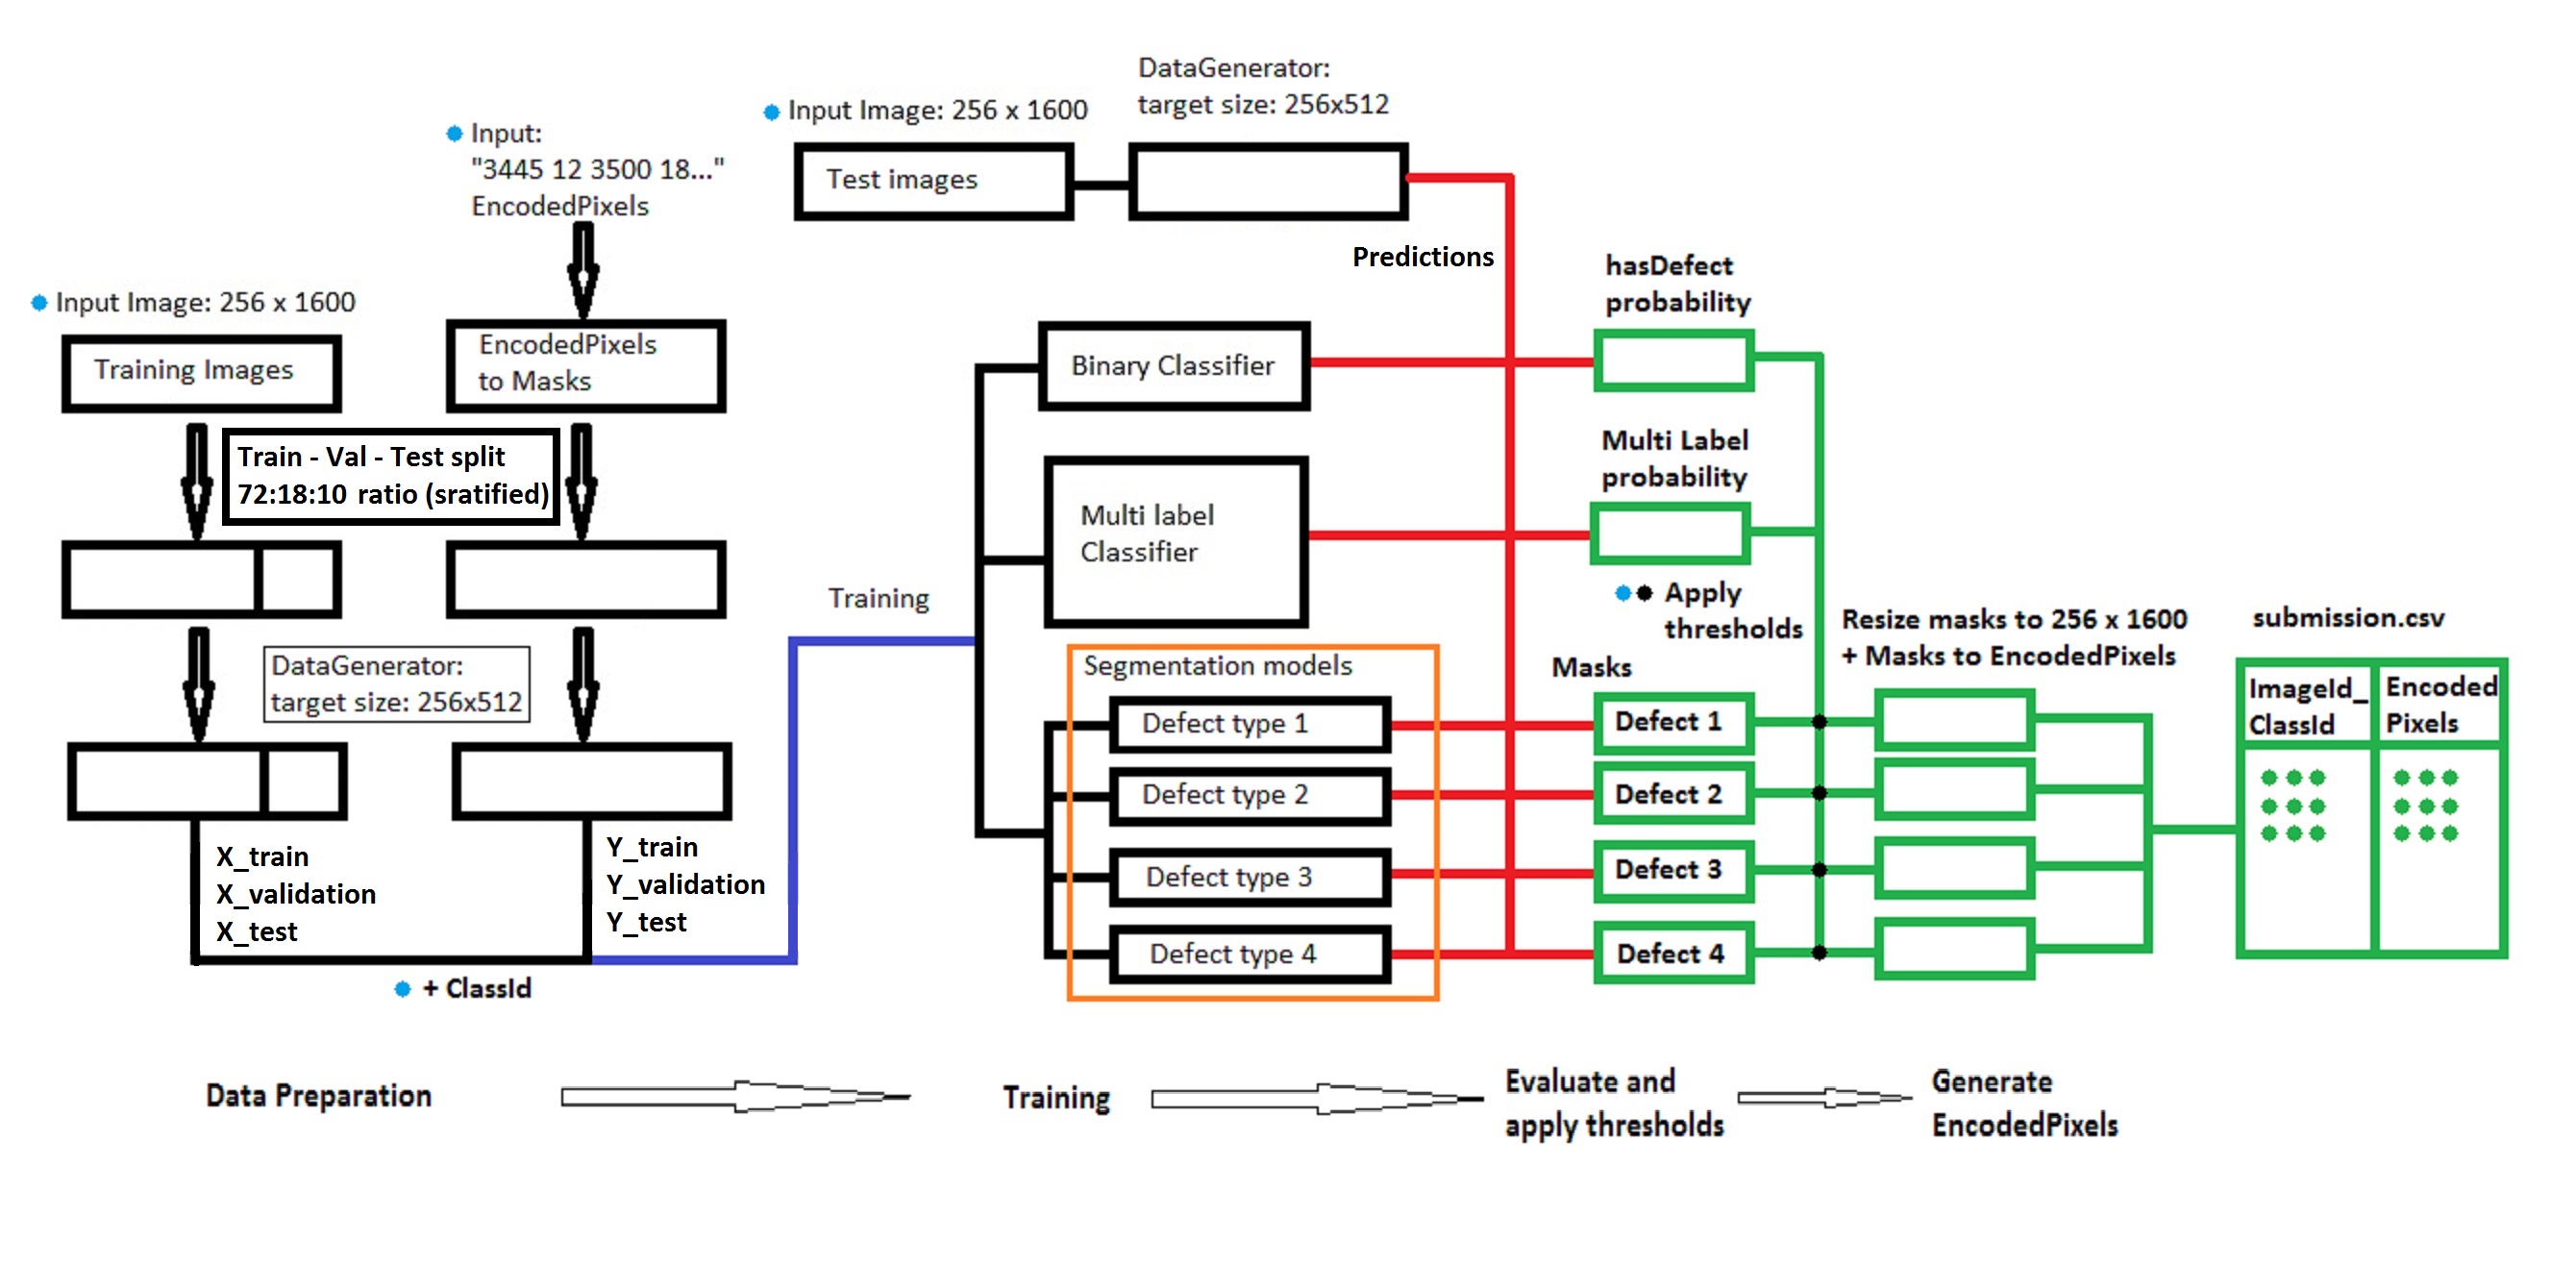 DataGenerator:
target size: 256x512
Input Image: 256 x 1600
Input:
"3445 12 3500 18..."
EncodedPixels
Test images
Predictions
hasDefect
probability
Input Image: 256 x 1600
Training Images
EncodedPixels
to Masks
Binary Classifier
Train - Val - Test split
72:18:10 ratio (sratified)
Multi Label
probability
Multi label
Classifier
Training
Apply
thresholds
Resize masks to 256 x 1600
+ Masks to EncodedPixels
submission.csv
DataGenerator:
target size: 256x512
Segmentation models
Masks
Defect type 1
Defect type 2
Defect type 3
Defect type 4
Defect 1
Defect 2
Defect 3
Defect 4
ImageId_
ClassId
Encoded
Pixels
X_train
X_validation
X_test
Y_train
Y_validation
Y_test
+ ClassId
Data Preparation
Training
Evaluate and
apply thresholds
Generate
EncodedPixels